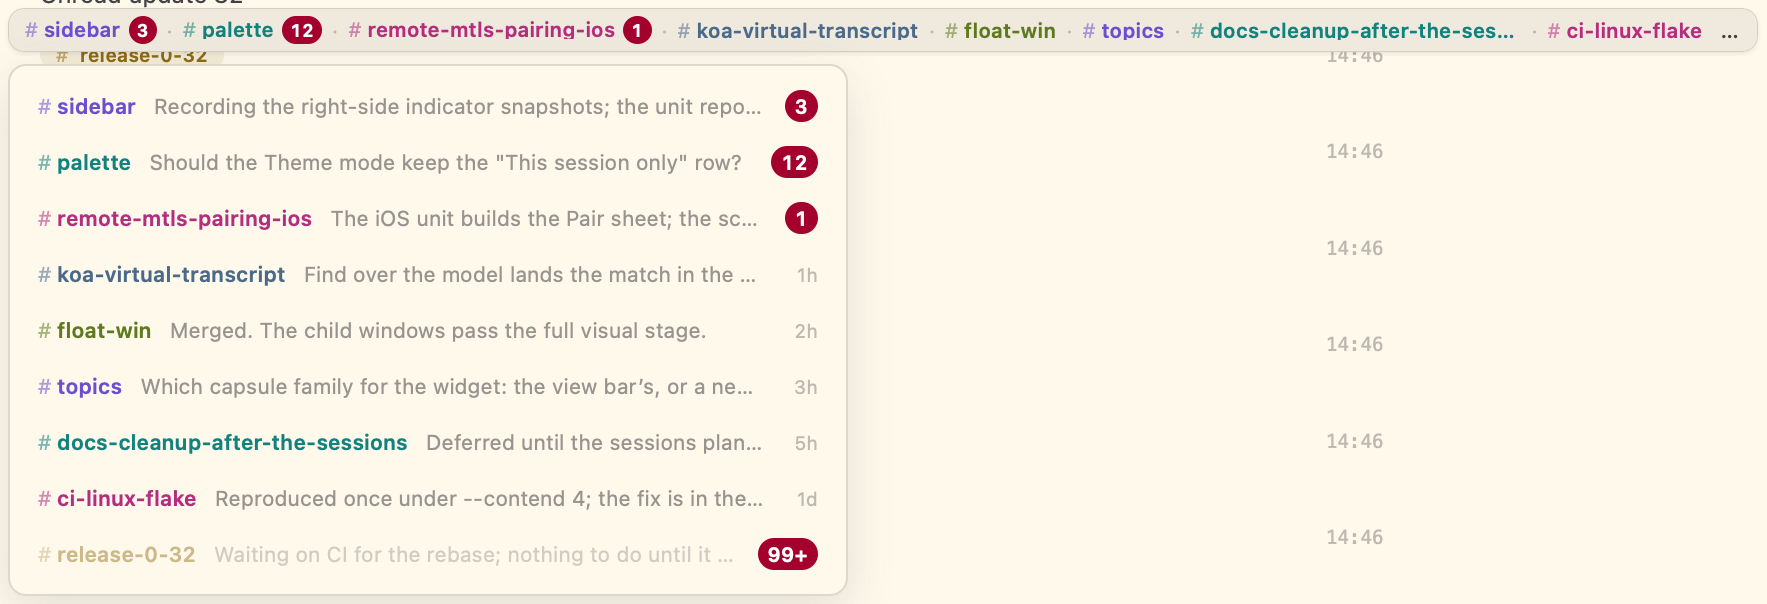 Unread update 32
# sidebar 3 · # palette 12 · # remote-mtls-pairing-ios 1 · # koa-virtual-transcript · # float-win · # topics · # docs-cleanup-after-the-ses... · # ci-linux-flake ...
# release-0-32 14:46
# sidebar Recording the right-side indicator snapshots; the unit repo... 3
# palette Should the Theme mode keep the "This session only" row? 12
14:46
# remote-mtls-pairing-ios The iOS unit builds the Pair sheet; the sc... 1
14:46
# koa-virtual-transcript Find over the model lands the match in the ... 1h
# float-win Merged. The child windows pass the full visual stage. 2h
14:46
# topics Which capsule family for the widget: the view bar’s, or a ne... 3h
# docs-cleanup-after-the-sessions Deferred until the sessions plan... 5h
14:46
# ci-linux-flake Reproduced once under --contend 4; the fix is in the... 1d
# release-0-32 Waiting on CI for the rebase; nothing to do until it ... 99+
14:46